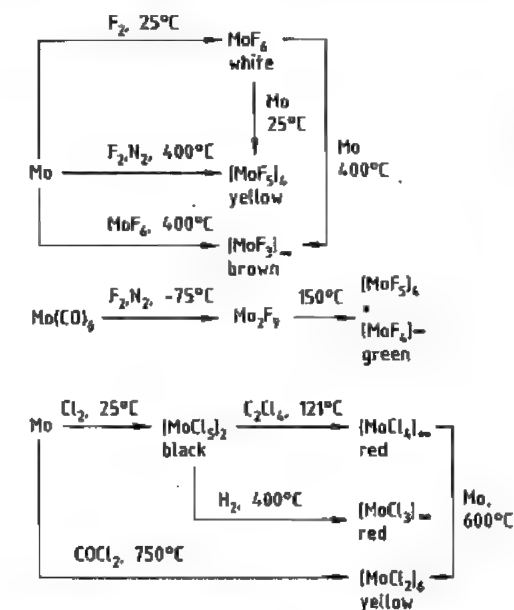 F₂, 25°C
MoF₆
white
Mo
25°C
Mo
400°C
Mo
F₂,N₂, 400°C
[MoF₅]₄
yellow
MoF₆, 400°C
[MoF₃]∞
brown
Mo(CO)₆
F₂,N₂, -75°C
Mo₂F₉
150°C
[MoF₅]₄
+
[MoF₄]∞
green
Mo
Cl₂, 25°C
[MoCl₅]₂
black
C₂Cl₄, 121°C
[MoCl₄]∞
red
H₂, 400°C
[MoCl₃]∞
red
Mo,
600°C
COCl₂, 750°C
[MoCl₂]₆
yellow